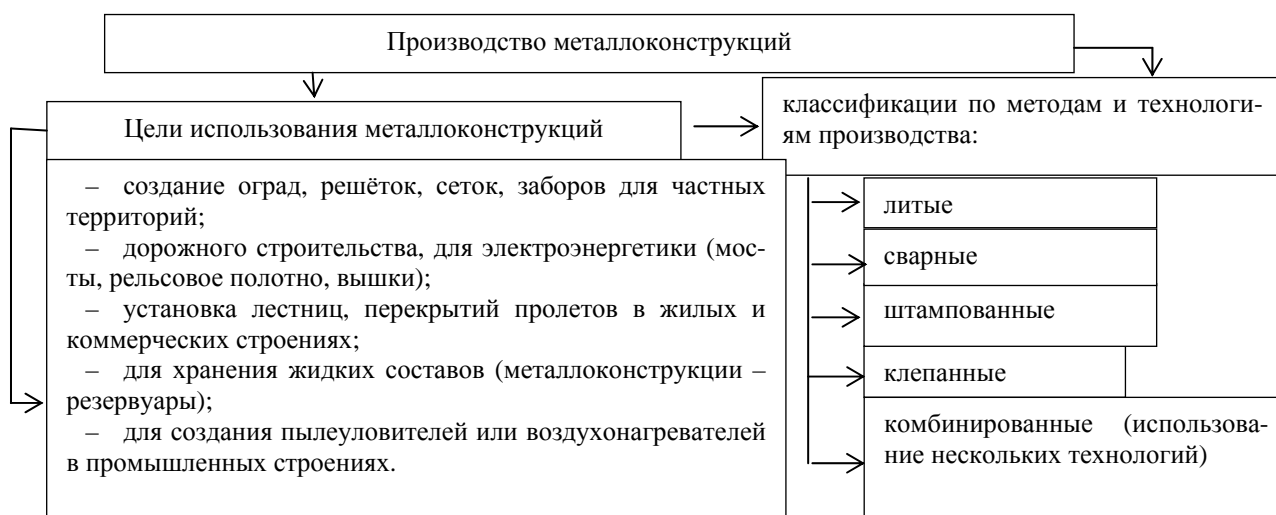 Производство металлоконструкций
Цели использования металлоконструкций
– создание оград, решёток, сеток, заборов для частных
территорий;
– дорожного строительства, для электроэнергетики (мос-
ты, рельсовое полотно, вышки);
– установка лестниц, перекрытий пролетов в жилых и
коммерческих строениях;
– для хранения жидких составов (металлоконструкции –
резервуары);
– для создания пылеуловителей или воздухонагревателей
в промышленных строениях.
классификации по методам и технологи-
ям производства:
литые
сварные
штампованные
клепанные
комбинированные (использова-
ние нескольких технологий)